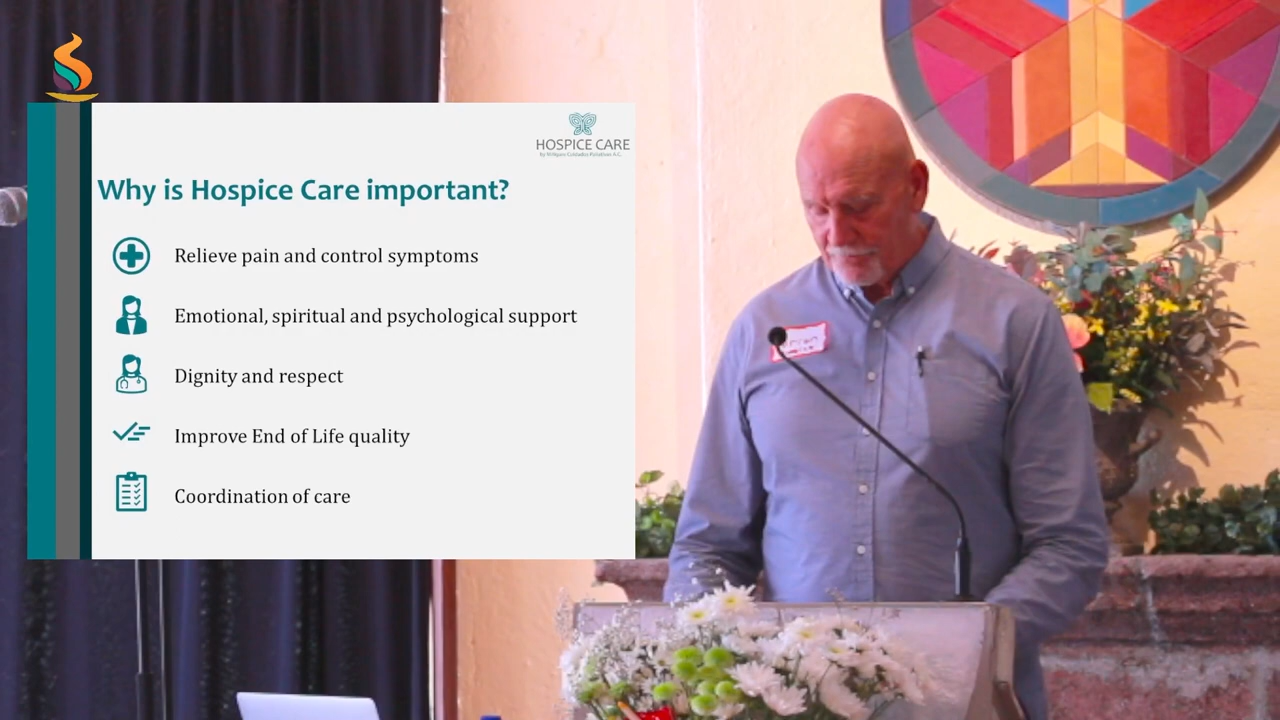 HOSPICE CARE
Why is Hospice Care important?
Relieve pain and control symptoms
Emotional, spiritual and psychological support
Dignity and respect
Improve End of Life quality
Coordination of care